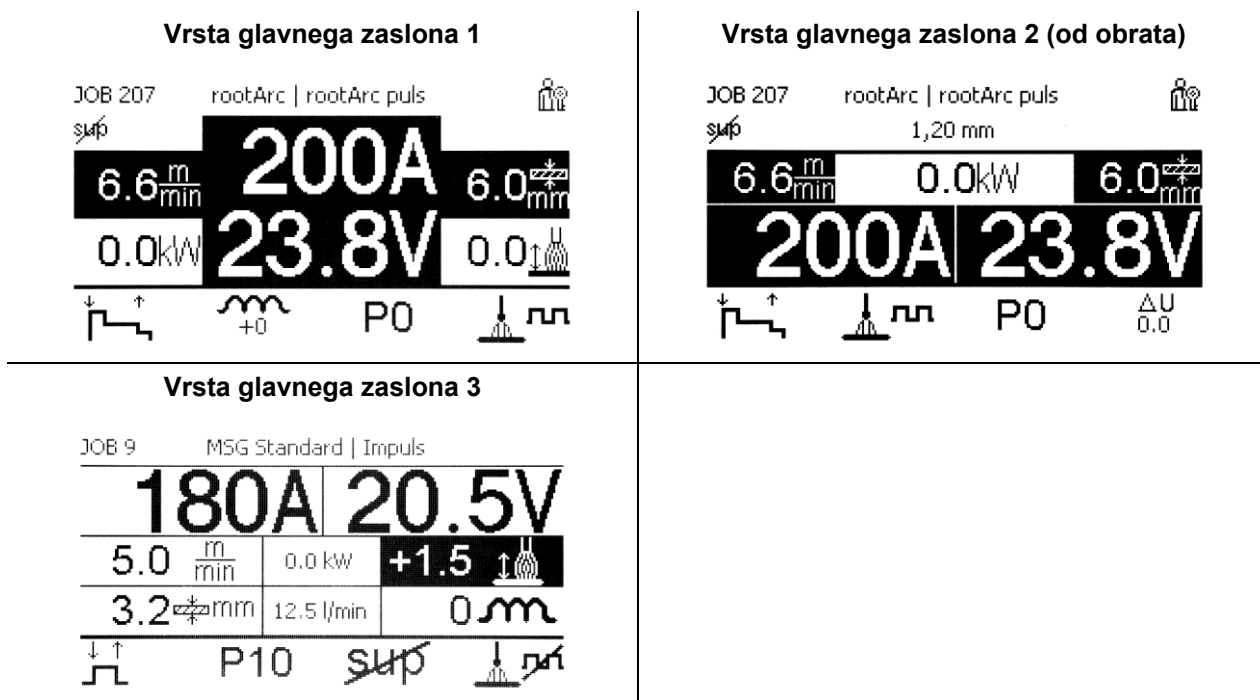 Vrsta glavnega zaslona 1
JOB 207 rootArc | rootArc puls
sup
200A
6.6 m/min
6.0 mm
23.8V
0.0kW
0.0
+0
P0
Vrsta glavnega zaslona 2 (od obrata)
JOB 207 rootArc | rootArc puls
sup 1,20 mm
6.6 m/min 0.0kW 6.0 mm
200A 23.8V
P0 ΔU
0.0
Vrsta glavnega zaslona 3
JOB 9 MSG Standard | Impuls
180A 20.5V
5.0 m/min 0.0 kW +1.5
3.2 mm 12.5 l/min 0
P10 sup